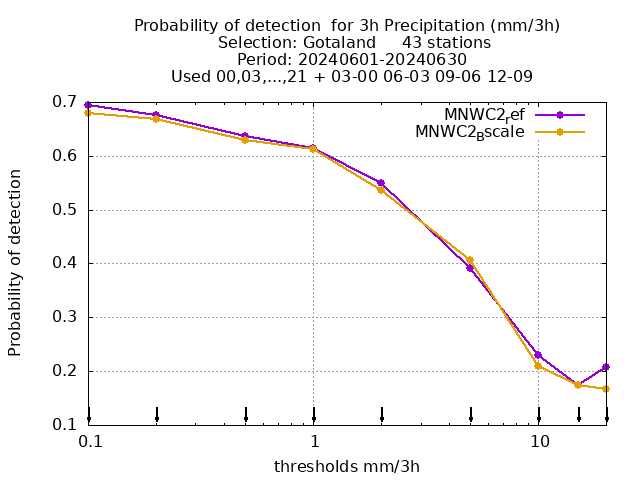 Probability of detection  for 3h Precipitation (mm/3h)
Selection: Gotaland     43 stations
Period: 20240601-20240630
Used 00,03,...,21 + 03-00 06-03 09-06 12-09
MNWC2_ref
MNWC2_Bscale
0.7
0.6
0.5
0.4
0.3
0.2
0.1
Probability of detection
0.1 1 10
thresholds mm/3h